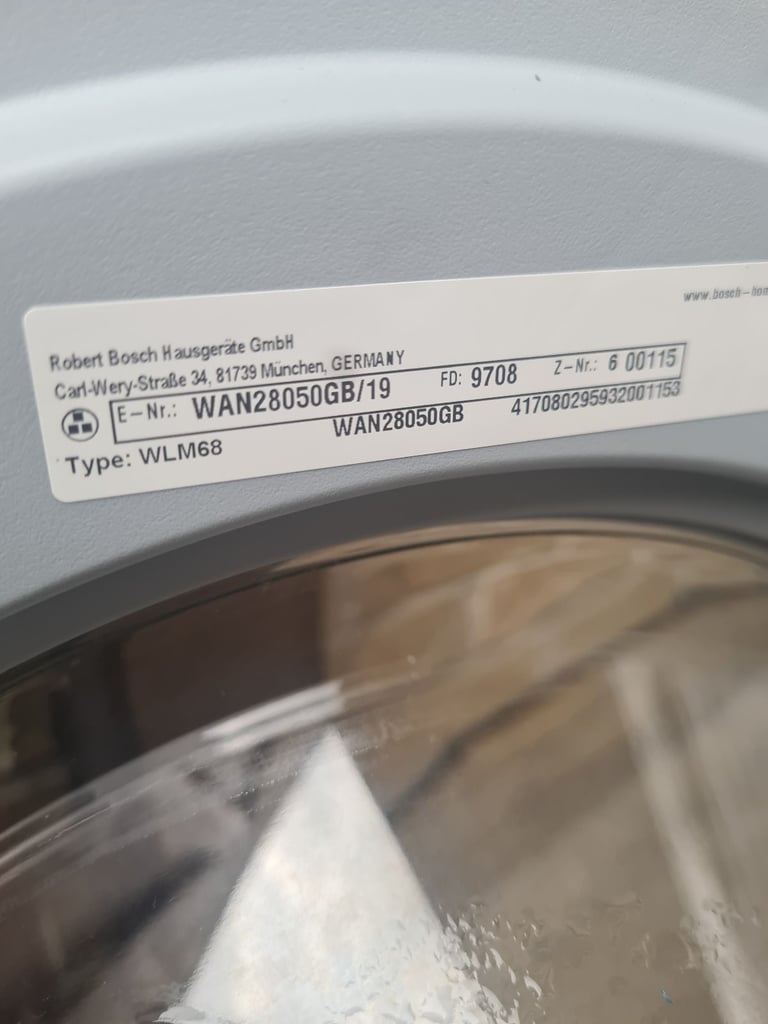 www.bosch-hom
Robert Bosch Hausgeräte GmbH
Carl-Wery-Straße 34, 81739 München, GERMANY
E-Nr.: WAN28050GB/19 FD: 9708 Z-Nr.: 6 00115
Type: WLM68 WAN28050GB 417080295932001153